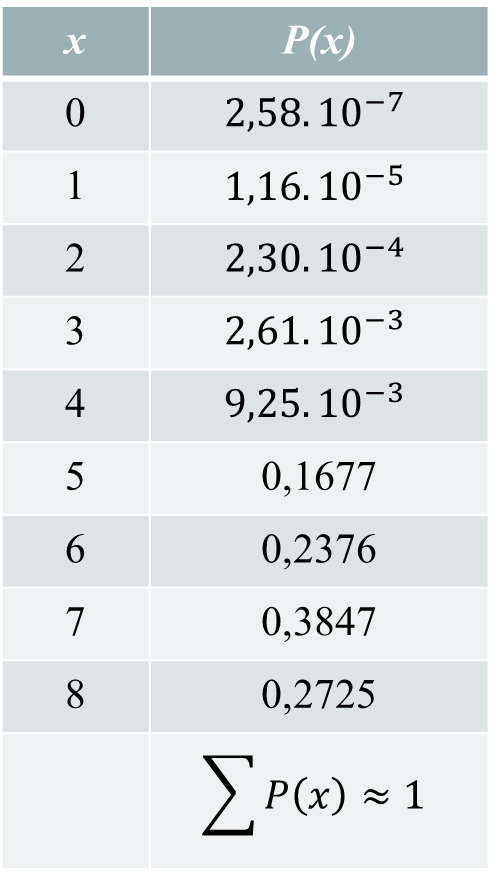 x P(x)
0 2,58. 10⁻⁷
1 1,16. 10⁻⁵
2 2,30. 10⁻⁴
3 2,61. 10⁻³
4 9,25. 10⁻³
5 0,1677
6 0,2376
7 0,3847
8 0,2725
∑ P(x) ≈ 1